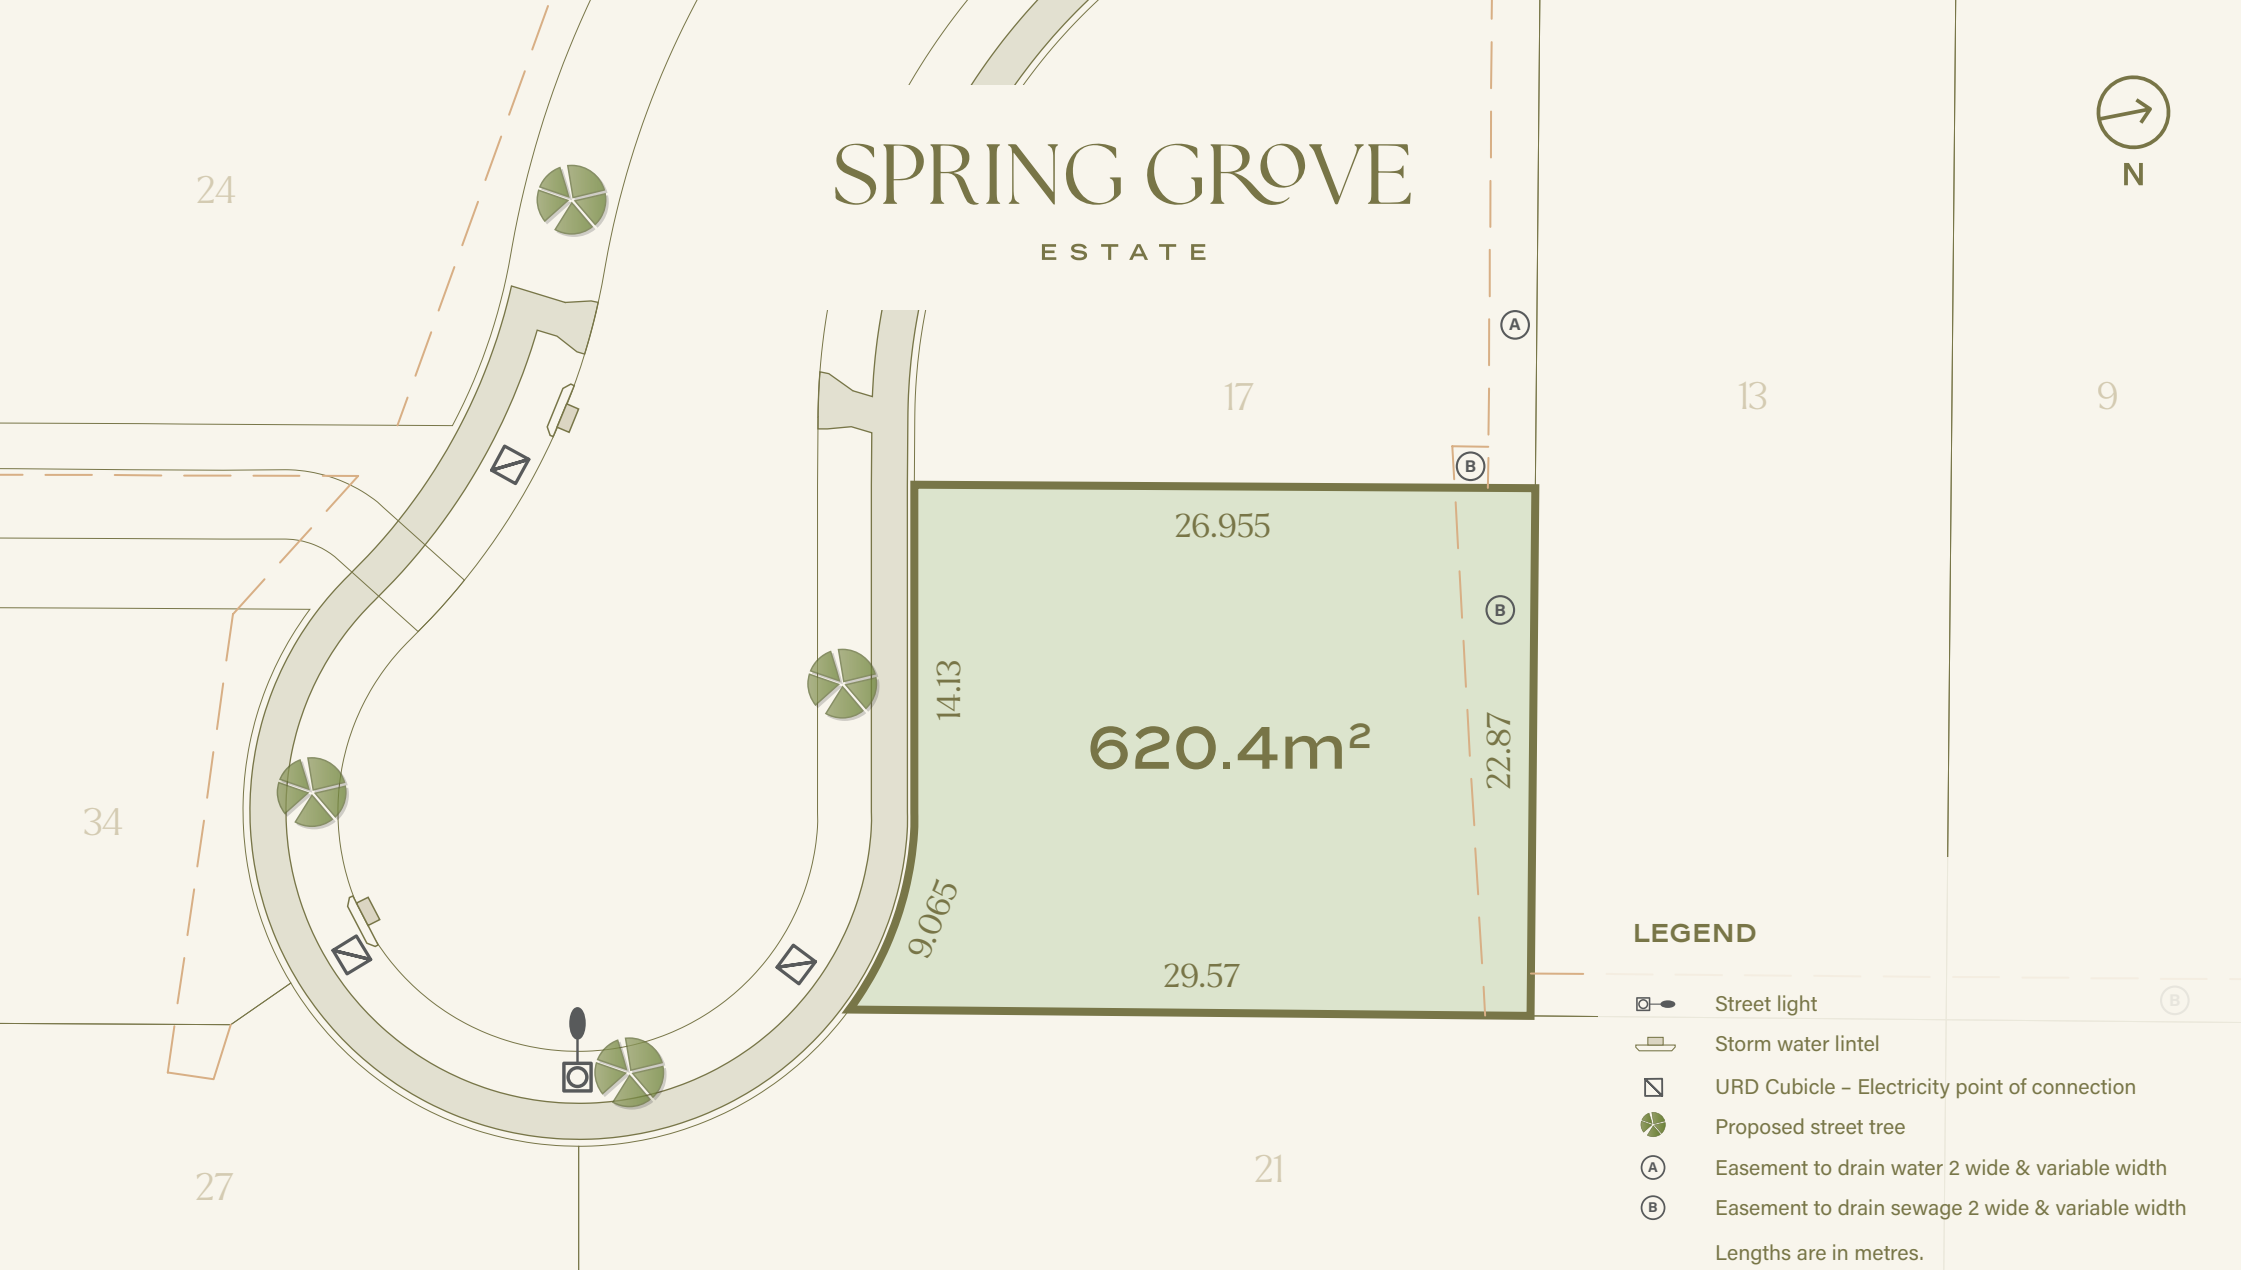 SPRING GROVE
ESTATE
N
24
17
13
9
A
B
26.955
B
14.13
620.4m²
22.87
34
9.065
29.57
27
21
LEGEND
B
Street light
Storm water lintel
URD Cubicle – Electricity point of connection
Proposed street tree
A Easement to drain water 2 wide & variable width
B Easement to drain sewage 2 wide & variable width
Lengths are in metres.